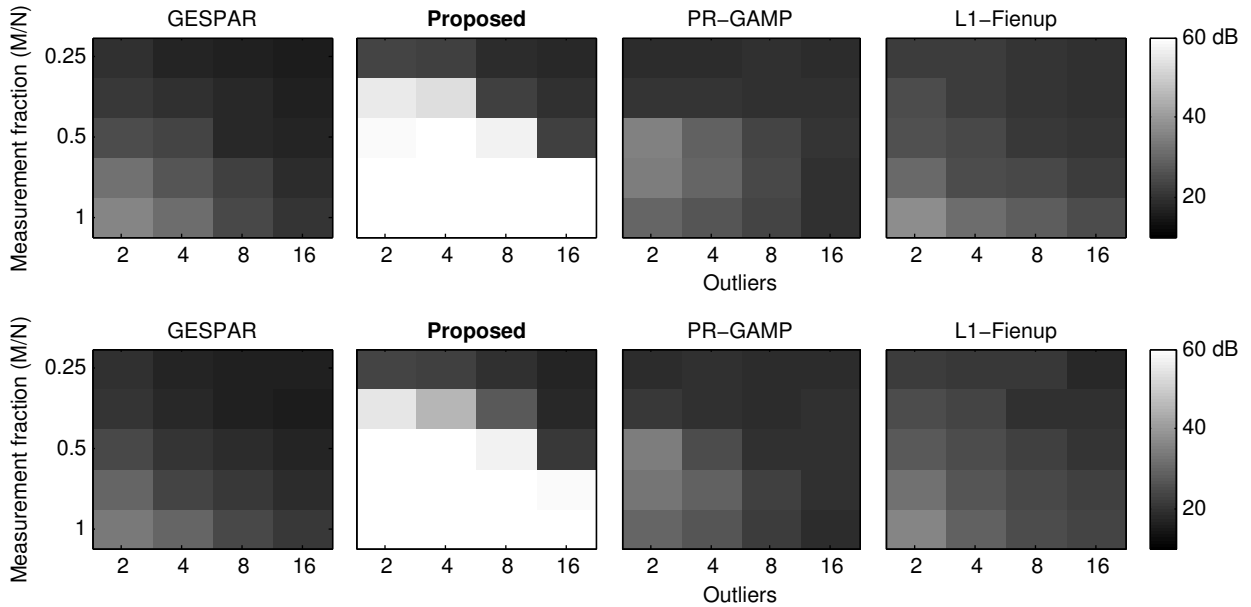 GESPAR
Proposed
PR−GAMP
L1−Fienup
Measurement fraction (M/N)
0.25
0.5
1
2 4 8 16
2 4 8 16
2 4 8 16
2 4 8 16
Outliers
60 dB
40
20
GESPAR
Proposed
PR−GAMP
L1−Fienup
Measurement fraction (M/N)
0.25
0.5
1
2 4 8 16
2 4 8 16
2 4 8 16
2 4 8 16
Outliers
60 dB
40
20